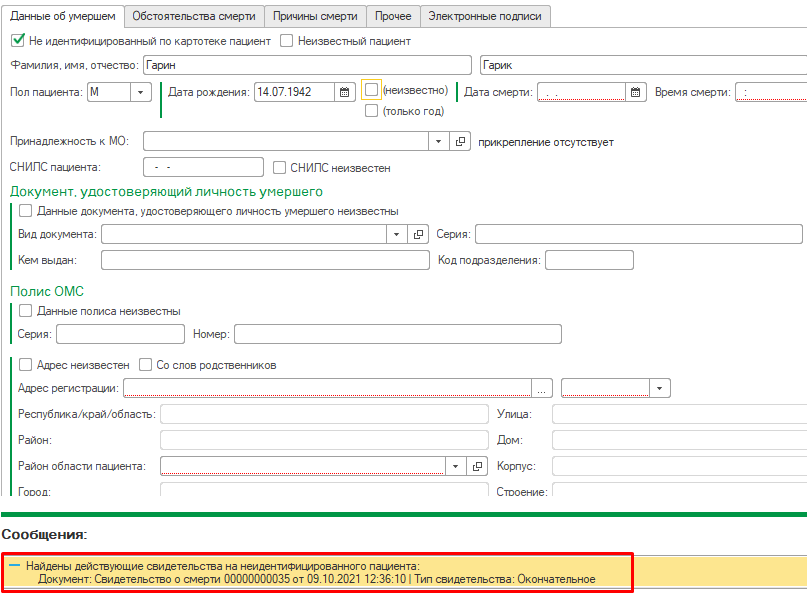 Данные об умершем Обстоятельства смерти Причины смерти Прочее Электронные подписи
Не идентифицированный по картотеке пациент Неизвестный пациент
Фамилия, имя, отчество: Гарин Гарик
Пол пациента: М Дата рождения: 14.07.1942 (неизвестно) Дата смерти: . . Время смерти: :
(только год)
Принадлежность к МО: прикрепление отсутствует
СНИЛС пациента: - - СНИЛС неизвестен
Документ, удостоверяющий личность умершего
Данные документа, удостоверяющего личность умершего неизвестны
Вид документа: Серия:
Кем выдан: Код подразделения:
Полис ОМС
Данные полиса неизвестны
Серия: Номер:
Адрес неизвестен Со слов родственников
Адрес регистрации: ...
Республика/край/область: Улица:
Район: Дом:
Район области пациента: Корпус:
Город: Строение:
Сообщения:
Найдены действующие свидетельства на неидентифицированного пациента:
Документ: Свидетельство о смерти 00000000035 от 09.10.2021 12:36:10 | Тип свидетельства: Окончательное